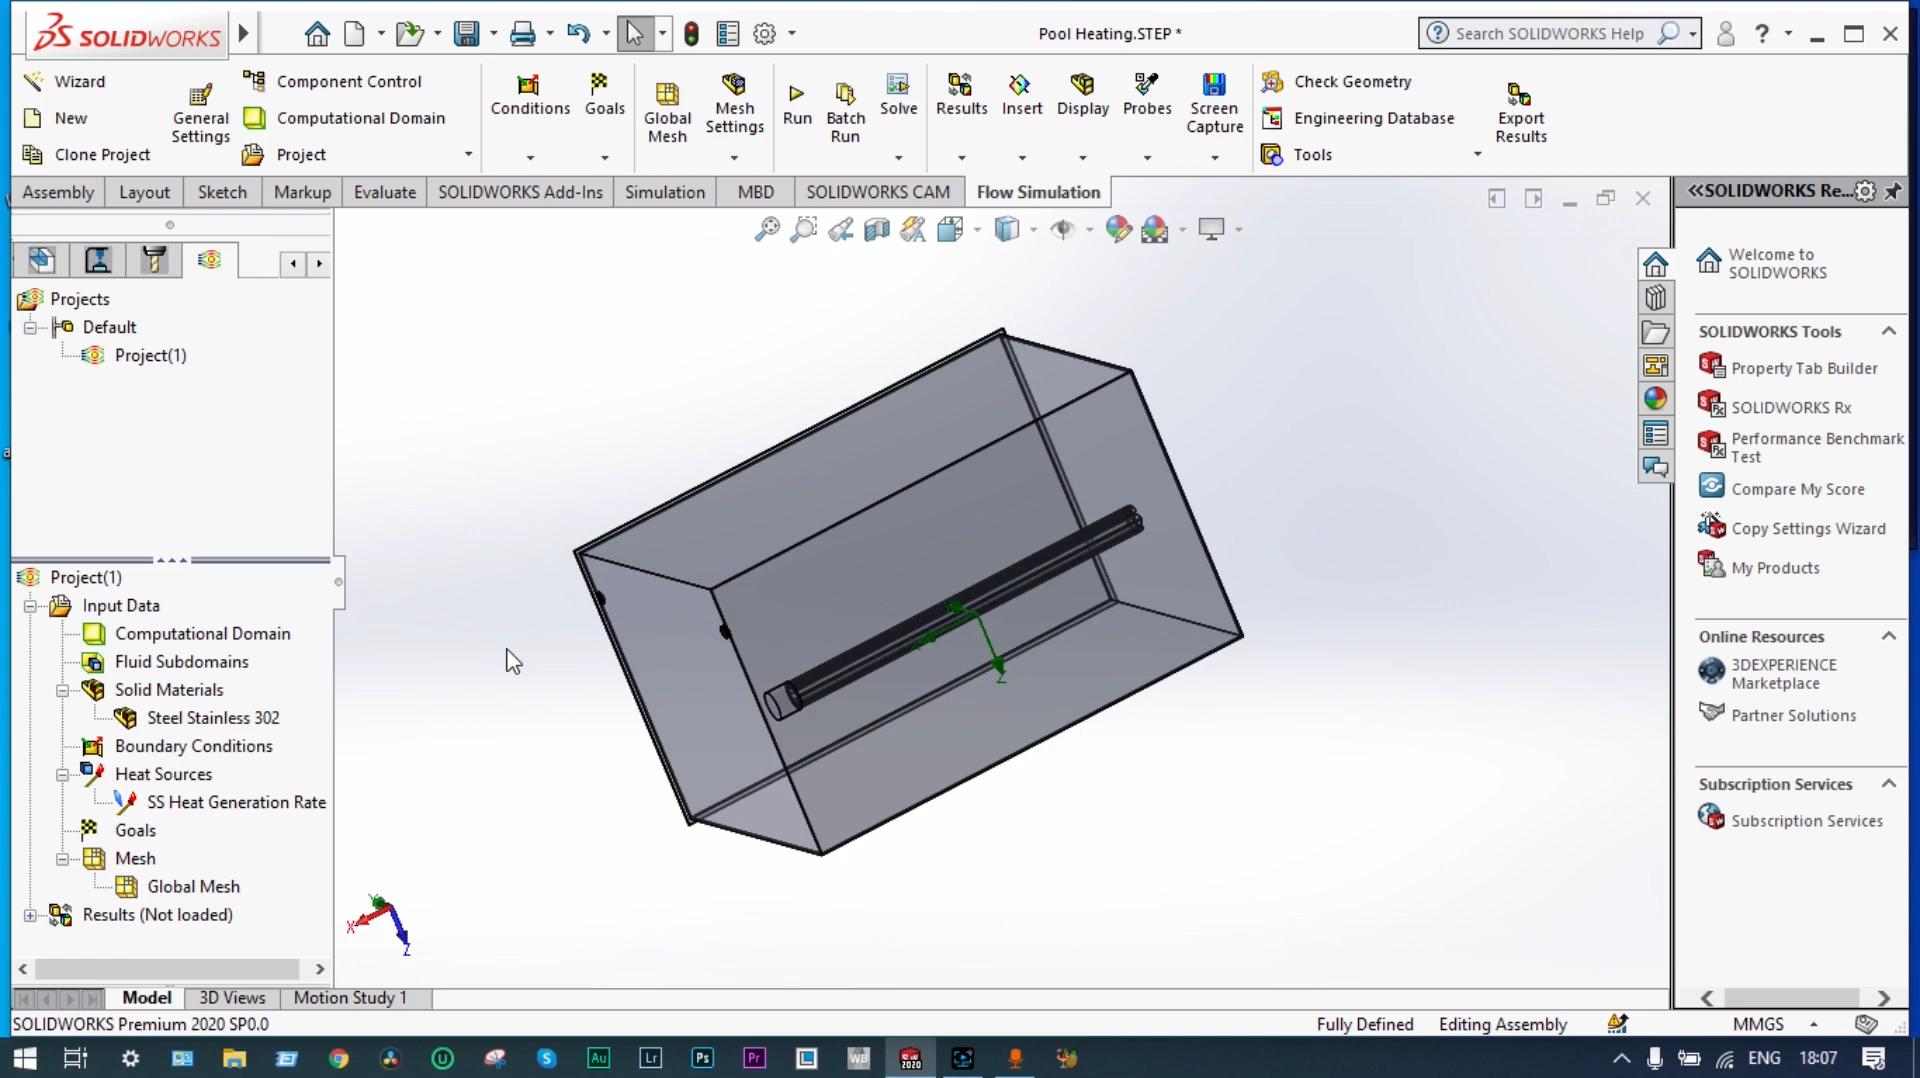 SOLIDWORKS
Pool Heating.STEP *
Search SOLIDWORKS Help
?
Wizard
New
Clone Project
General
Settings
Component Control
Computational Domain
Project
Conditions
Goals
Global
Mesh
Mesh
Settings
Run
Batch
Run
Solve
Results
Insert
Display
Probes
Screen
Capture
Check Geometry
Engineering Database
Tools
Export
Results
Assembly
Layout
Sketch
Markup
Evaluate
SOLIDWORKS Add-Ins
Simulation
MBD
SOLIDWORKS CAM
Flow Simulation
SOLIDWORKS Re...
Projects
Default
Project(1)
Project(1)
Input Data
Computational Domain
Fluid Subdomains
Solid Materials
Steel Stainless 302
Boundary Conditions
Heat Sources
SS Heat Generation Rate
Goals
Mesh
Global Mesh
Results (Not loaded)
Z
X
Z
Welcome to
SOLIDWORKS
SOLIDWORKS Tools
Property Tab Builder
SOLIDWORKS Rx
Performance Benchmark
Test
Compare My Score
Copy Settings Wizard
My Products
Online Resources
3DEXPERIENCE
Marketplace
Partner Solutions
Subscription Services
Subscription Services
Model
3D Views
Motion Study 1
SOLIDWORKS Premium 2020 SP0.0
Fully Defined
Editing Assembly
MMGS
Au
Lr
Ps
Pr
WB
2020
ENG
18:07